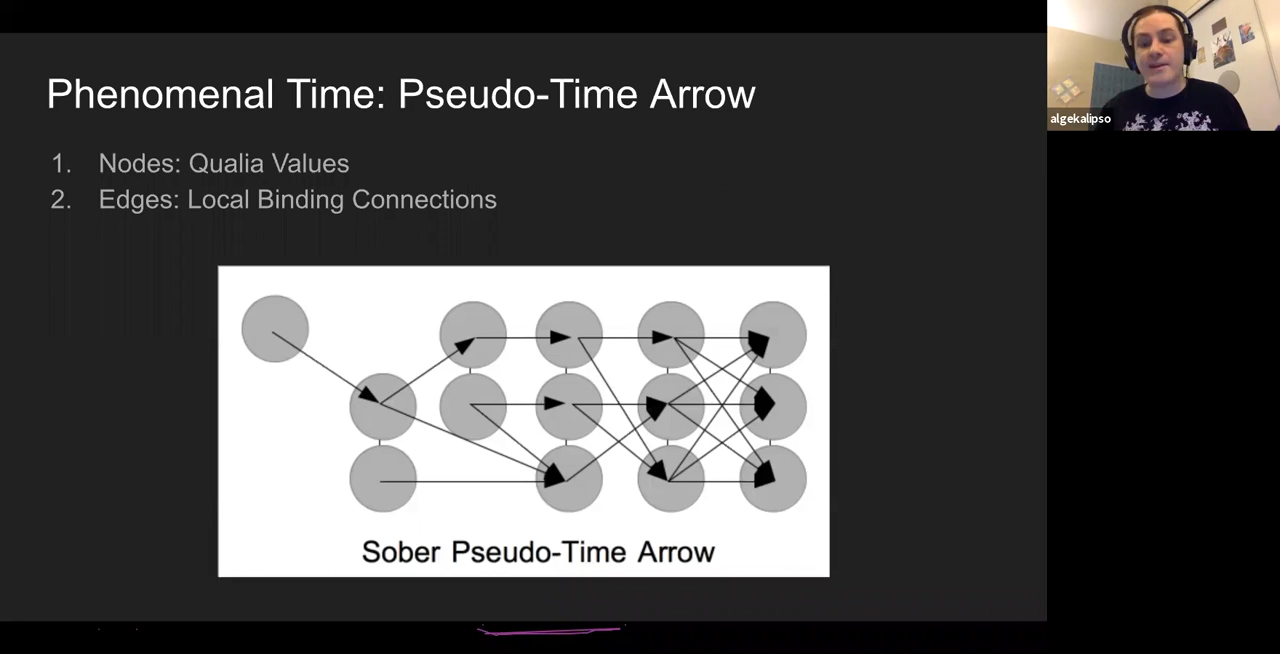 Phenomenal Time: Pseudo-Time Arrow
1. Nodes: Qualia Values
2. Edges: Local Binding Connections
Sober Pseudo-Time Arrow
algekalipso